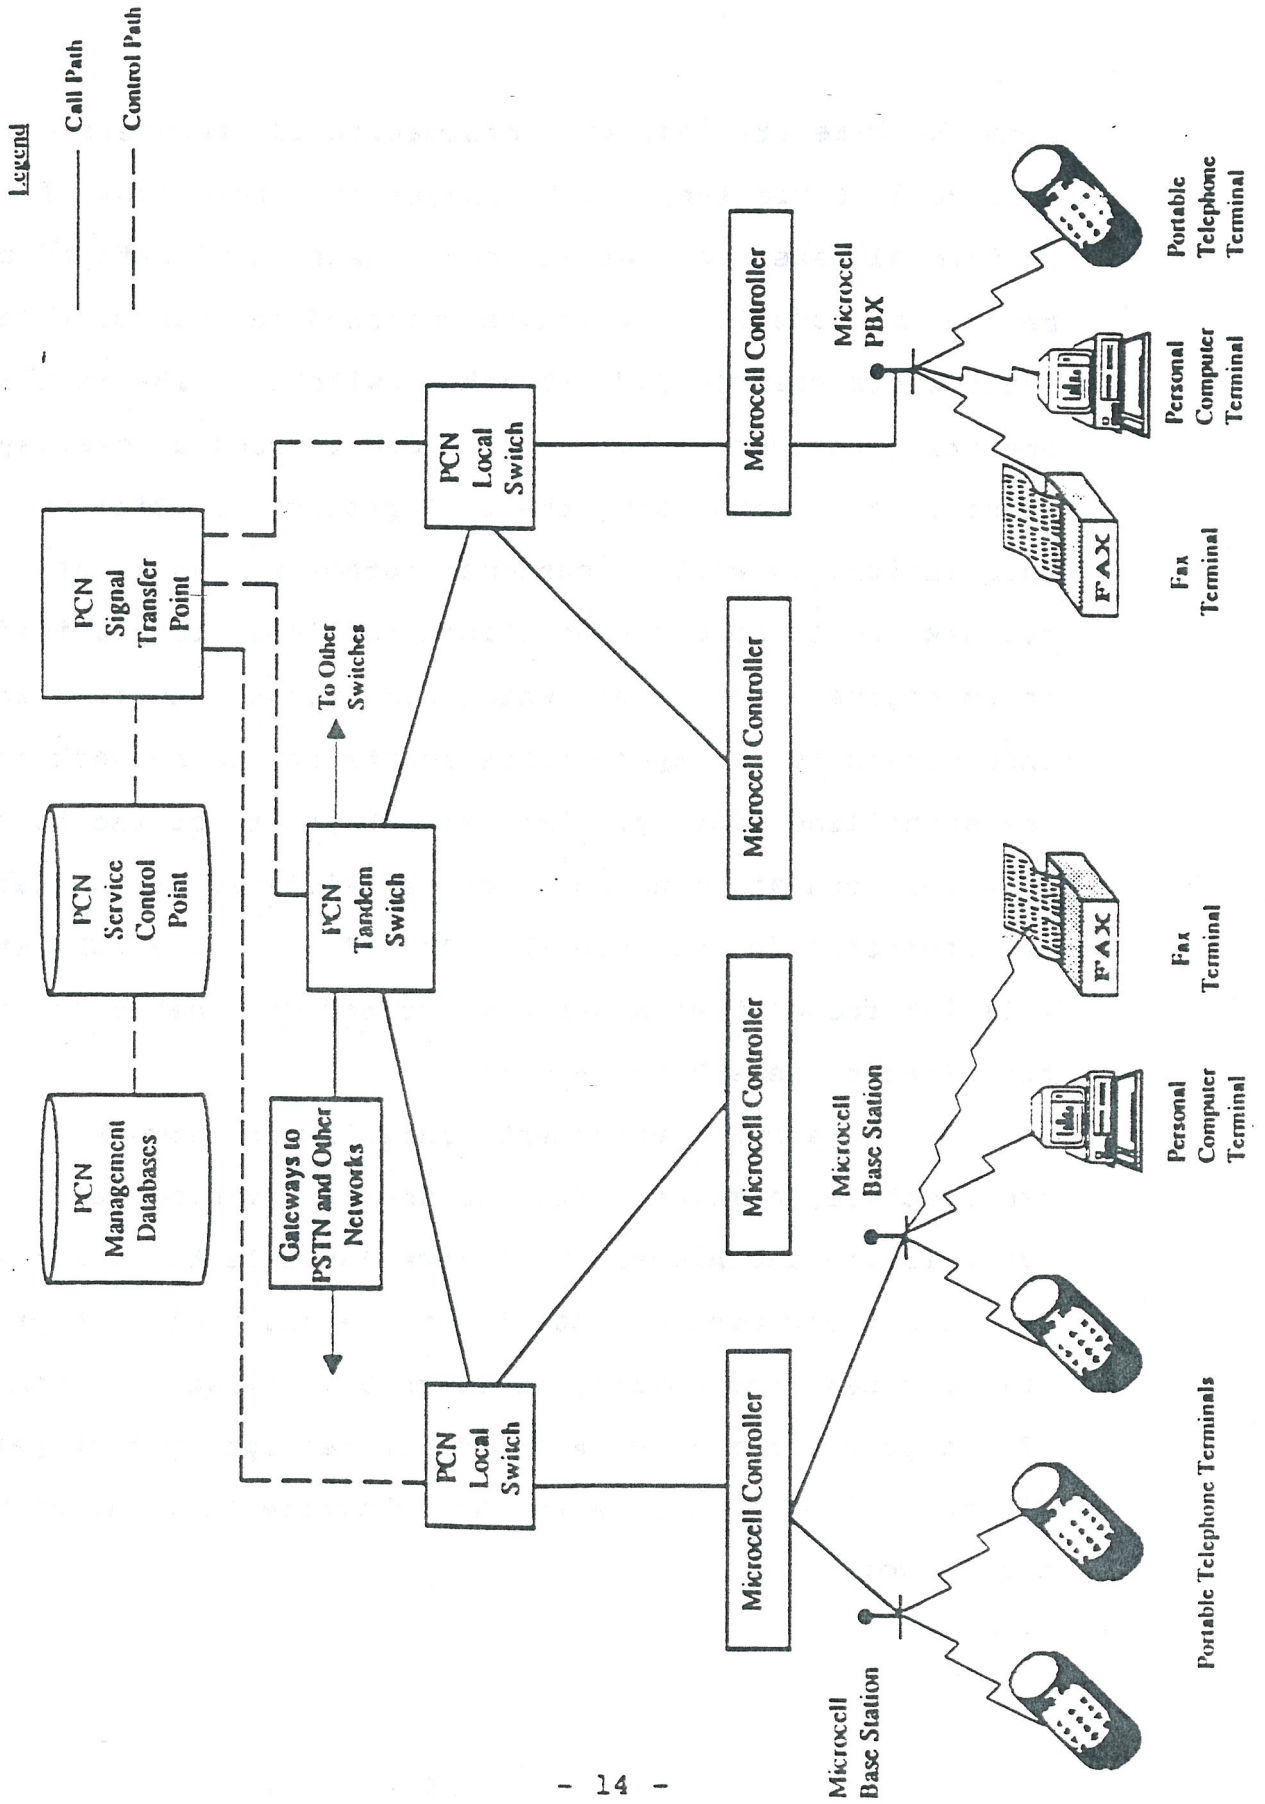 Legend
Call Path
Control Path
PCN
Management
Databases
PCN
Service
Control
Point
PCN
Signal
Transfer
Point
Gateways to
PSTN and Other
Networks
PCN
Tandem
Switch
To Other
Switches
PCN
Local
Switch
PCN
Local
Switch
Microcell Controller
Microcell Controller
Microcell Controller
Microcell Controller
Microcell
Base Station
Microcell
Base Station
Microcell
PBX
FAX
FAX
Portable Telephone Terminals
Personal
Computer
Terminal
Fax
Terminal
Fax
Terminal
Personal
Computer
Terminal
Portable
Telephone
Terminal
- 14 -